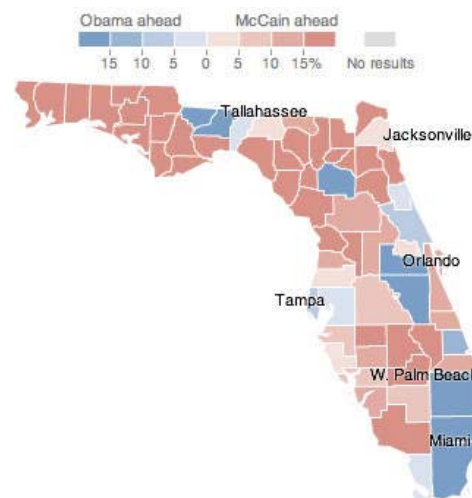 Obama ahead McCain ahead
15 10 5 0 5 10 15% No results
Tallahassee
Jacksonville
Orlando
Tampa
W. Palm Beach
Miami